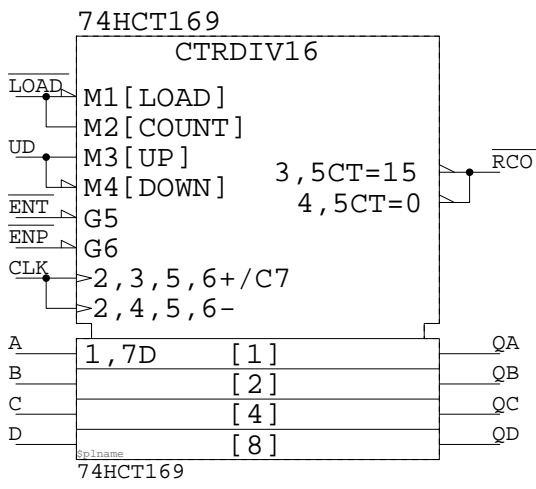 74HCT169
CTRDIV16
LOAD
M1[LOAD]
M2[COUNT]
UD
M3[UP]
M4[DOWN]
3,5CT=15
RCO
4,5CT=0
ENT
G5
ENP
G6
CLK
2,3,5,6+/C7
2,4,5,6-
A
1,7D [1]
QA
B
[2]
QB
C
[4]
QC
D
[8]
QD
$plname
74HCT169